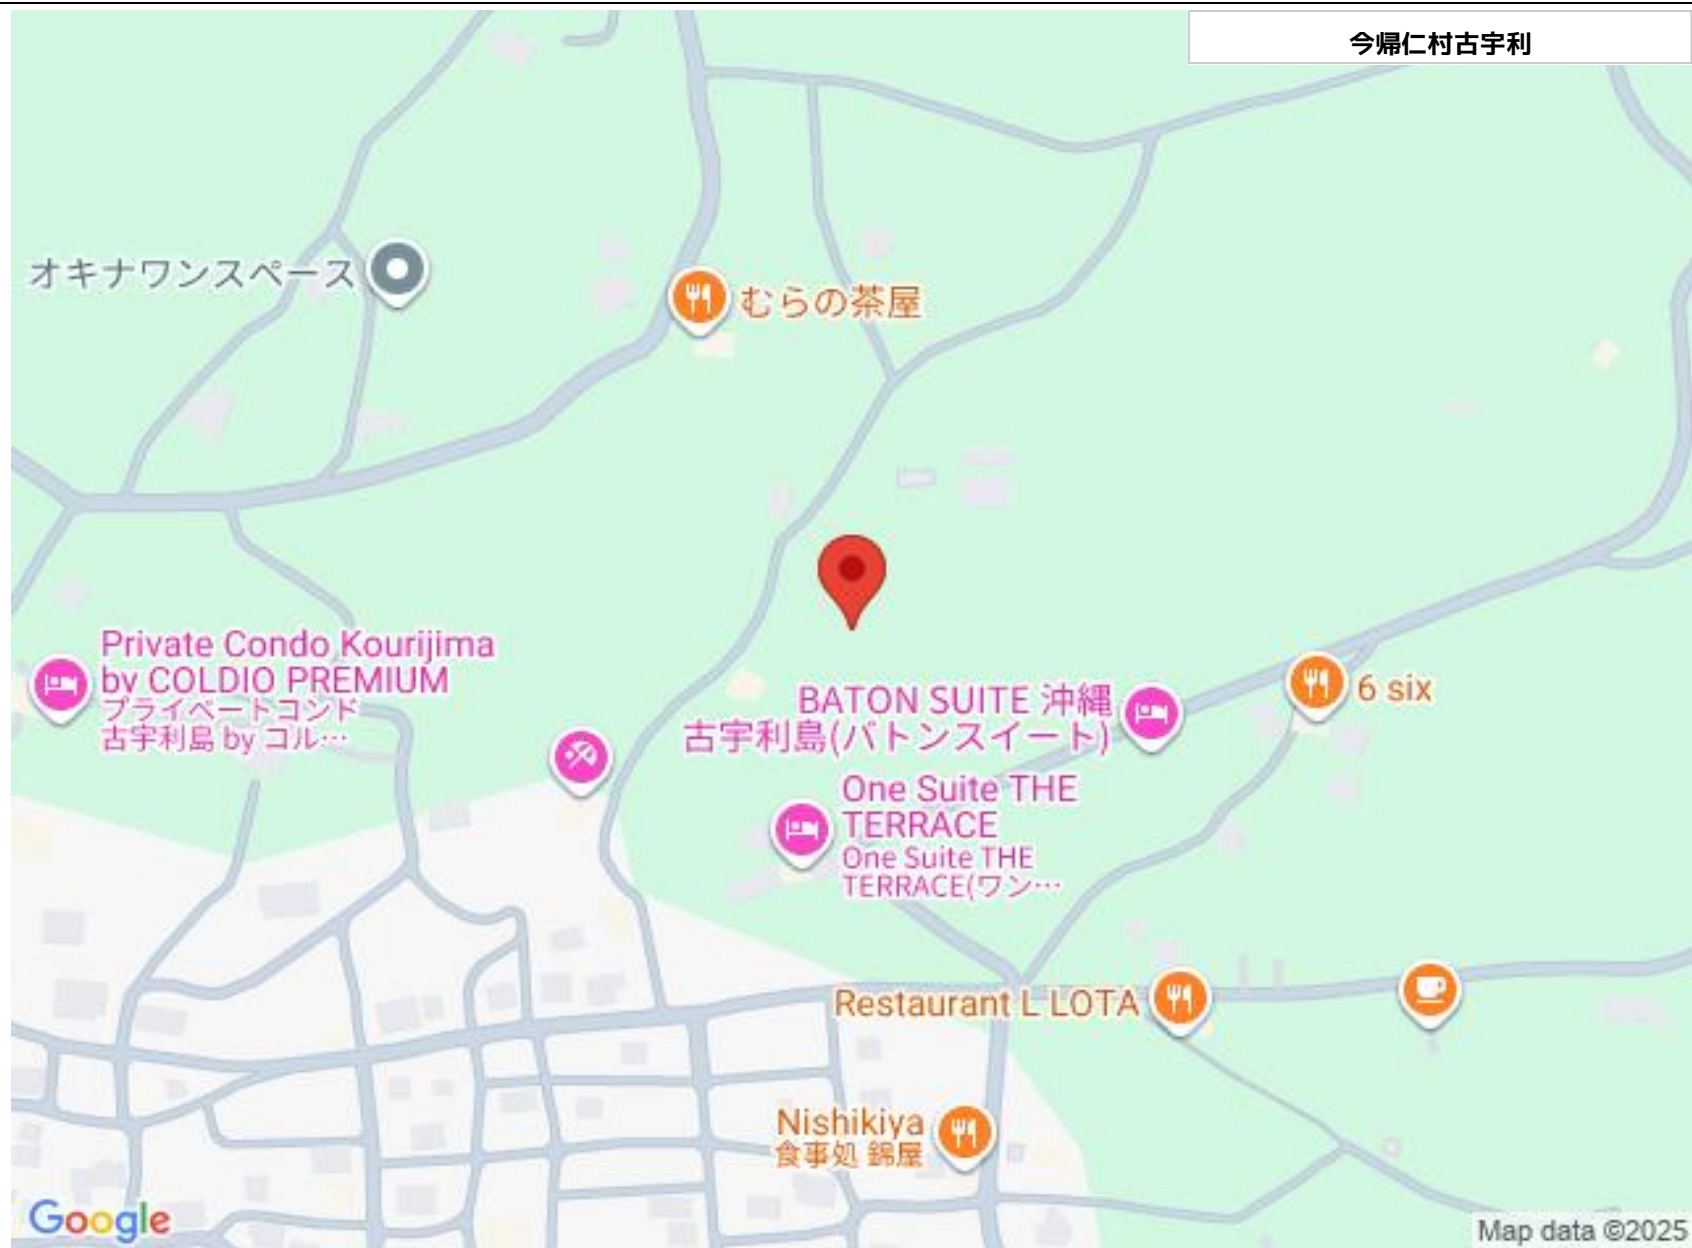 今帰仁村古宇利
オキナワンスペース
むらの茶屋
Private Condo Kourijima
by COLDIO PREMIUM
プライベートコンド
古宇利島 by コル…
BATON SUITE 沖縄
古宇利島(バトンスイート)
6 six
One Suite THE
TERRACE
One Suite THE
TERRACE(ワン…
Restaurant L LOTA
Nishikiya
食事処 錦屋
Google
Map data ©2025